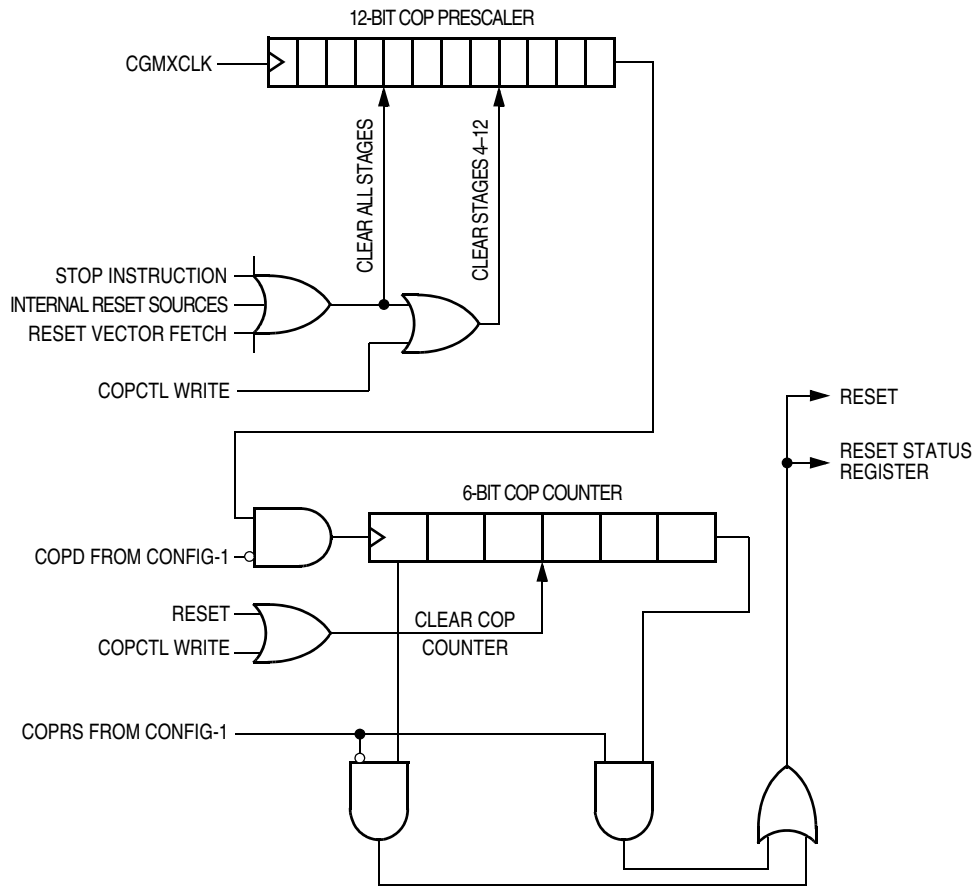 12-BIT COP PRESCALER
CGMXCLK
CLEAR ALL STAGES
CLEAR STAGES 4–12
STOP INSTRUCTION
INTERNAL RESET SOURCES
RESET VECTOR FETCH
COPCTL WRITE
RESET
RESET STATUS
REGISTER
6-BIT COP COUNTER
COPD FROM CONFIG-1
RESET
CLEAR COP
COUNTER
COPCTL WRITE
COPRS FROM CONFIG-1